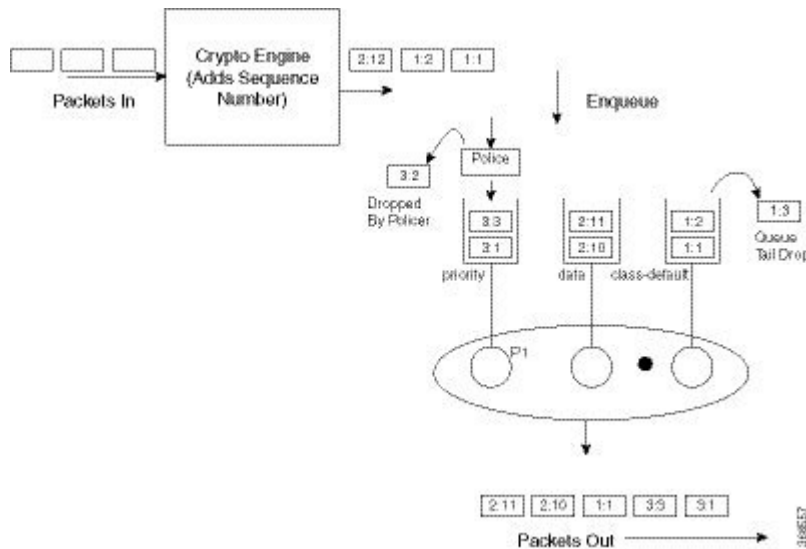 Crypto Engine
(Adds Sequence
Number)
2:12 1:2 1:1
Packets In
Enqueue
Police
3:2
Dropped
By Policer
3:3
3:1
2:11
2:10
1:2
1:1
1:3
Queue
Tail Drop
priority
data
class-default
P1
2:11 2:10 1:1 3:3 3:1
Packets Out